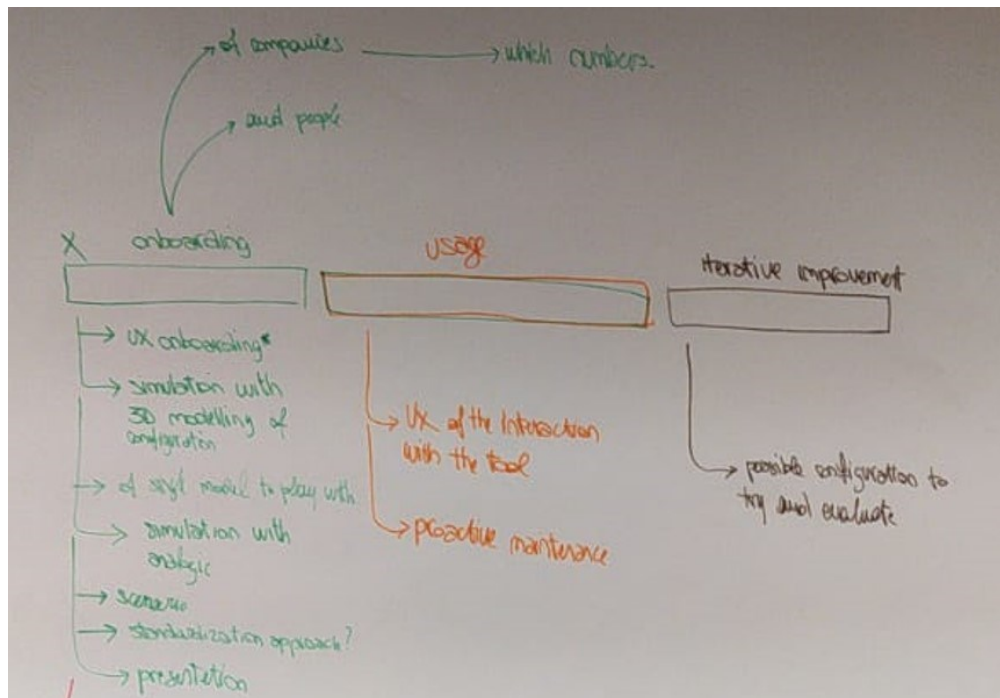 of companies
which numbers.
and people
X onboarding
usage
iterative improvement
UX onboarding*
simulation with
3D modelling of
configuration
of model to play with
simulation with
analogic
scenario
standardization approach?
presentation
UX of the Interaction
with the tool
proactive maintenance
possible configuration to
try and evaluate